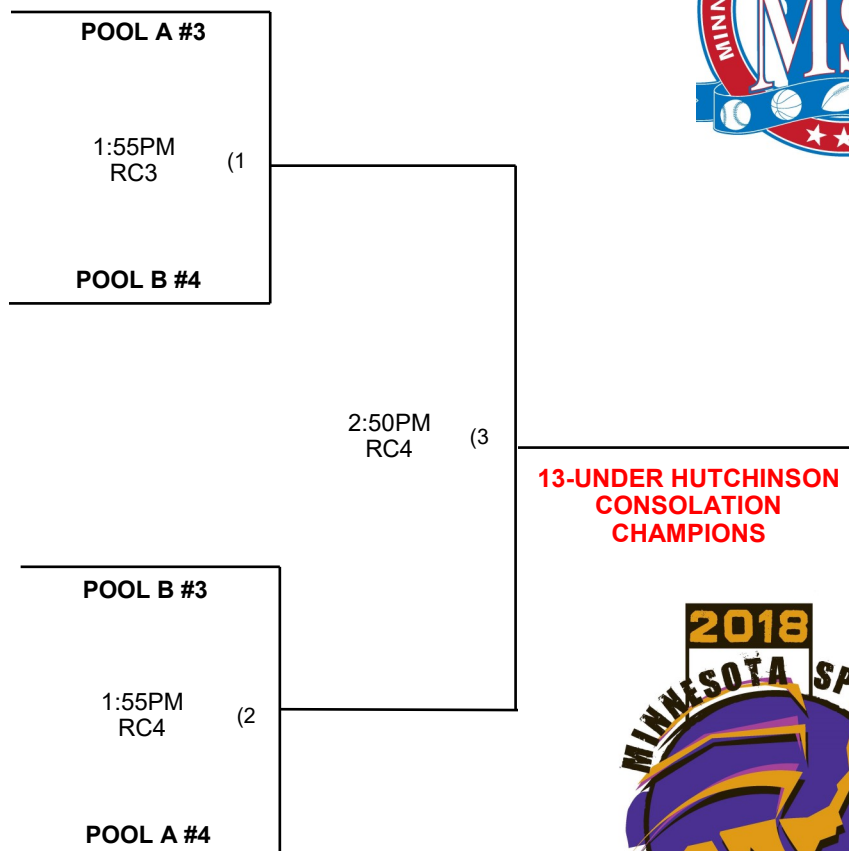 POOL A #3
1:55PM
RC3 (1
POOL B #4
2:50PM
RC4 (3
13-UNDER HUTCHINSON
CONSOLATION
CHAMPIONS
POOL B #3
1:55PM
RC4 (2
POOL A #4
2018
MINNESOTA